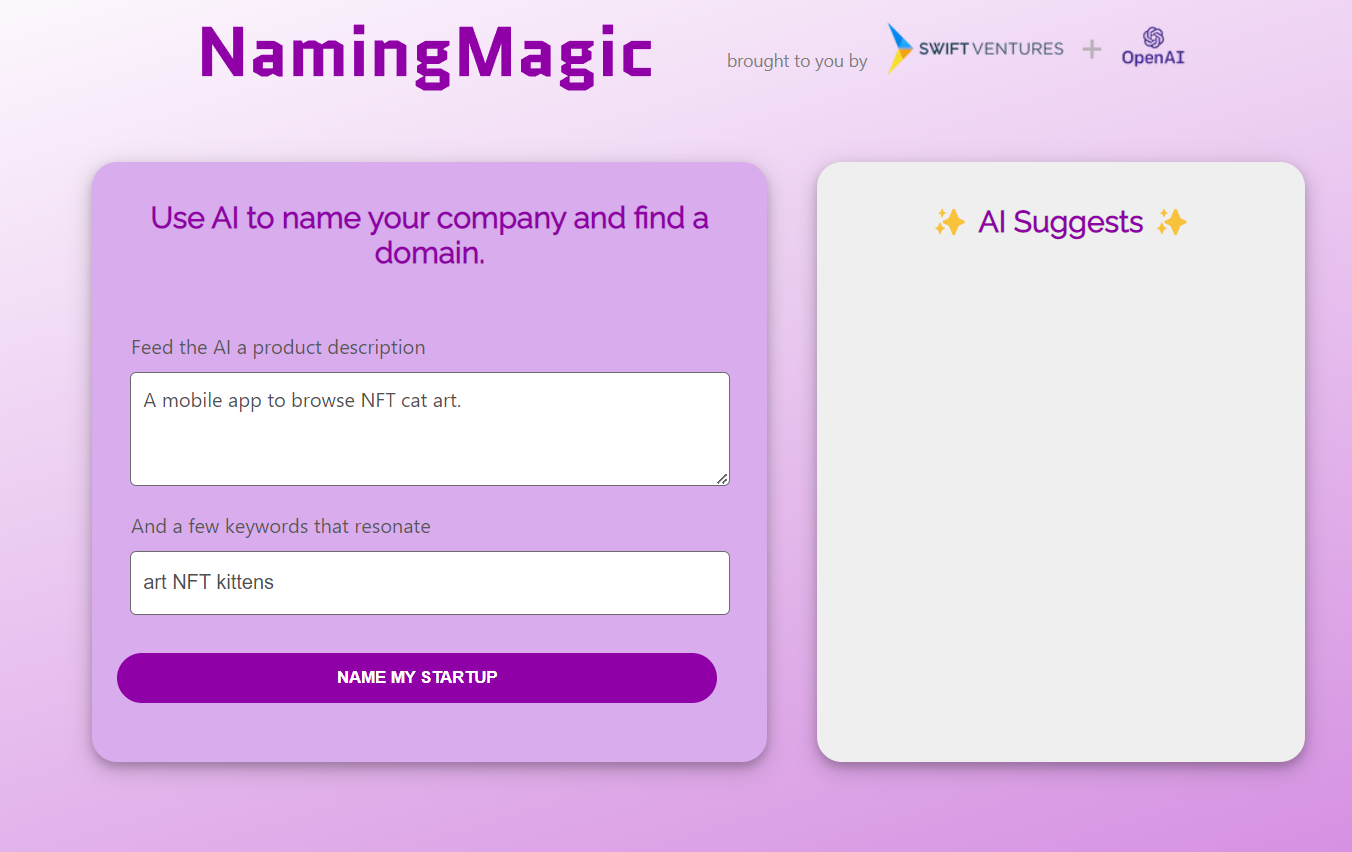 NamingMagic
brought to you by
SWIFT VENTURES
+
OpenAI
Use AI to name your company and find a
domain.
Feed the AI a product description
A mobile app to browse NFT cat art.
And a few keywords that resonate
art NFT kittens
NAME MY STARTUP
✨ AI Suggests ✨